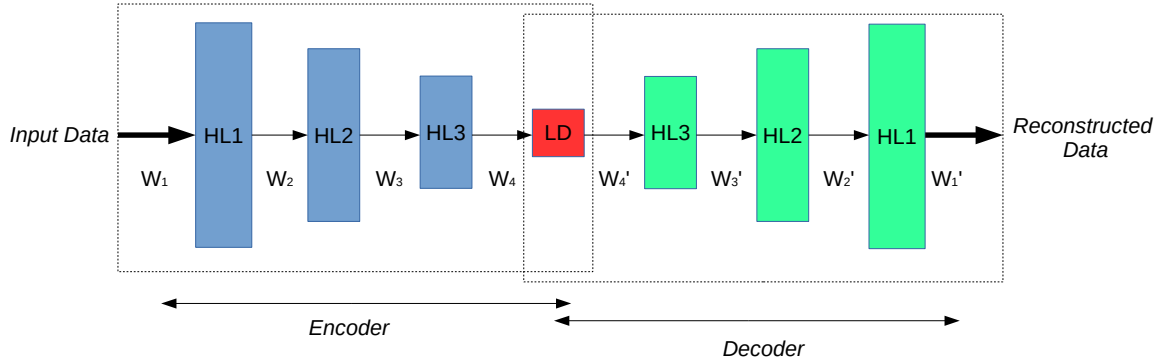 Input Data
HL1
HL2
HL3
LD
HL3
HL2
HL1
Reconstructed
Data
W₁
W₂
W₃
W₄
W₄'
W₃'
W₂'
W₁'
Encoder
Decoder